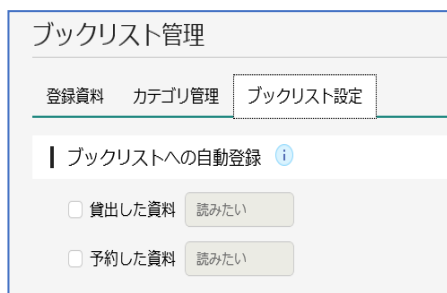 ブックリスト管理
登録資料 カテゴリ管理 ブックリスト設定
ブックリストへの自動登録 i
貸出した資料 読みたい
予約した資料 読みたい